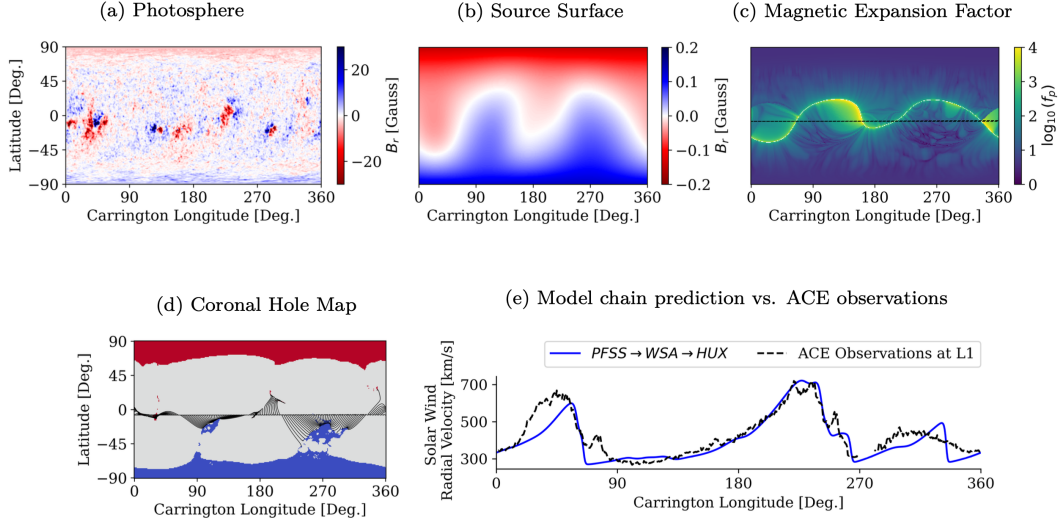 (a) Photosphere
(b) Source Surface
(c) Magnetic Expansion Factor
90
45
0
−45
−90
Latitude [Deg.]
0 90 180 270 360
Carrington Longitude [Deg.]
20
0
−20
B_r [Gauss]
0 90 180 270 360
Carrington Longitude [Deg.]
0.2
0.1
0.0
−0.1
−0.2
B_r [Gauss]
0 90 180 270 360
Carrington Longitude [Deg.]
4
3
2
1
0
log₁₀(f_p)
(d) Coronal Hole Map
90
45
0
−45
−90
Latitude [Deg.]
0 90 180 270 360
Carrington Longitude [Deg.]
(e) Model chain prediction vs. ACE observations
PFSS → WSA → HUX
ACE Observations at L1
Solar Wind
Radial Velocity [km/s]
700
500
300
0 90 180 270 360
Carrington Longitude [Deg.]